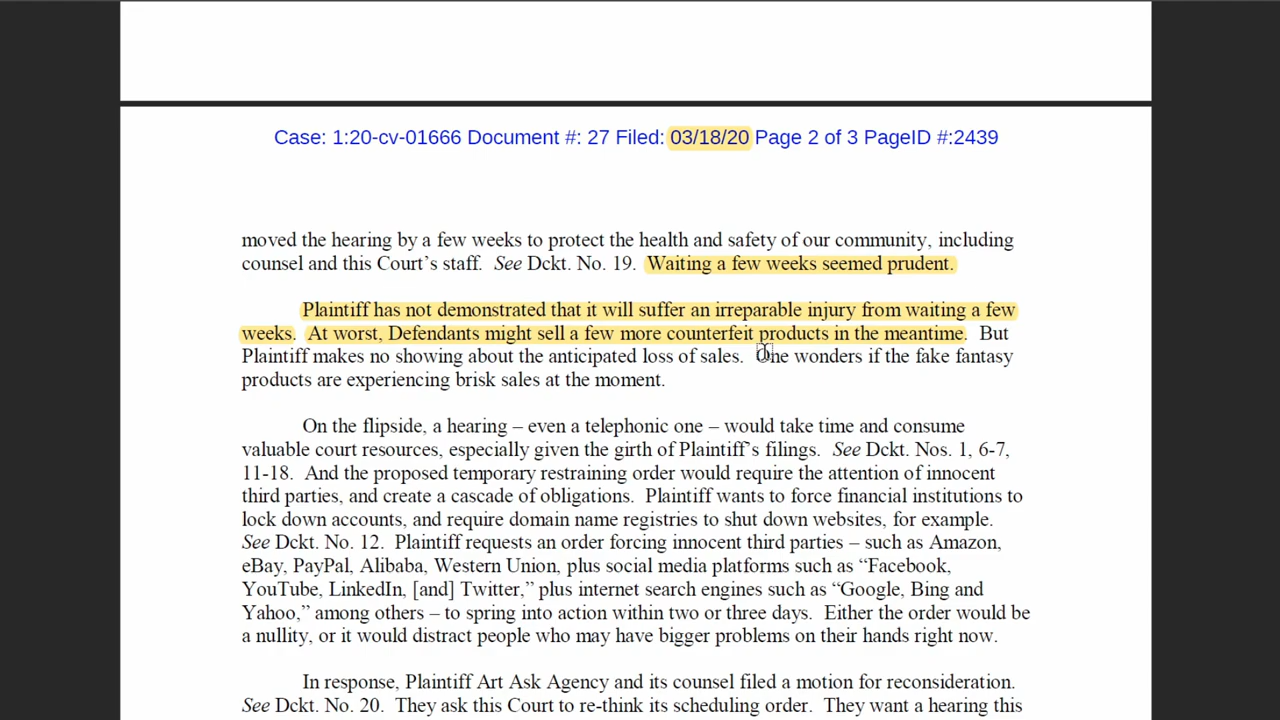 Case: 1:20-cv-01666 Document #: 27 Filed: 03/18/20 Page 2 of 3 PageID #:2439
moved the hearing by a few weeks to protect the health and safety of our community, including
counsel and this Court’s staff. See Dckt. No. 19. Waiting a few weeks seemed prudent.
Plaintiff has not demonstrated that it will suffer an irreparable injury from waiting a few
weeks. At worst, Defendants might sell a few more counterfeit products in the meantime. But
Plaintiff makes no showing about the anticipated loss of sales. One wonders if the fake fantasy
products are experiencing brisk sales at the moment.
On the flipside, a hearing – even a telephonic one – would take time and consume
valuable court resources, especially given the girth of Plaintiff’s filings. See Dckt. Nos. 1, 6-7,
11-18. And the proposed temporary restraining order would require the attention of innocent
third parties, and create a cascade of obligations. Plaintiff wants to force financial institutions to
lock down accounts, and require domain name registries to shut down websites, for example.
See Dckt. No. 12. Plaintiff requests an order forcing innocent third parties – such as Amazon,
eBay, PayPal, Alibaba, Western Union, plus social media platforms such as “Facebook,
YouTube, LinkedIn, [and] Twitter,” plus internet search engines such as “Google, Bing and
Yahoo,” among others – to spring into action within two or three days. Either the order would be
a nullity, or it would distract people who may have bigger problems on their hands right now.
In response, Plaintiff Art Ask Agency and its counsel filed a motion for reconsideration.
See Dckt. No. 20. They ask this Court to re-think its scheduling order. They want a hearing this